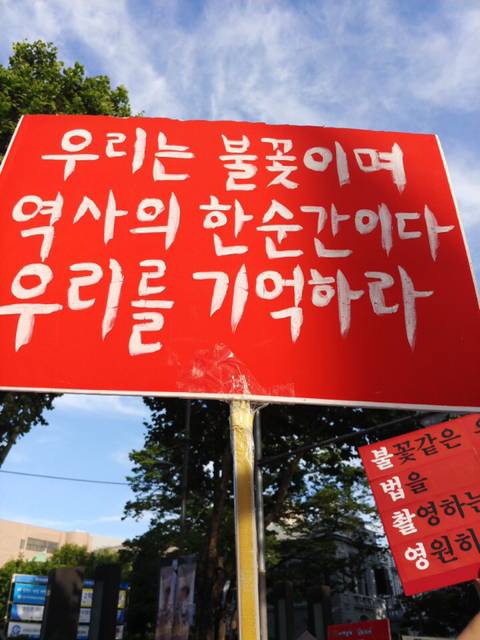 우리는 불꽃이며
역사의 한순간이다
우리를 기억하라
불꽃같은
법을
촬영하는
영원히